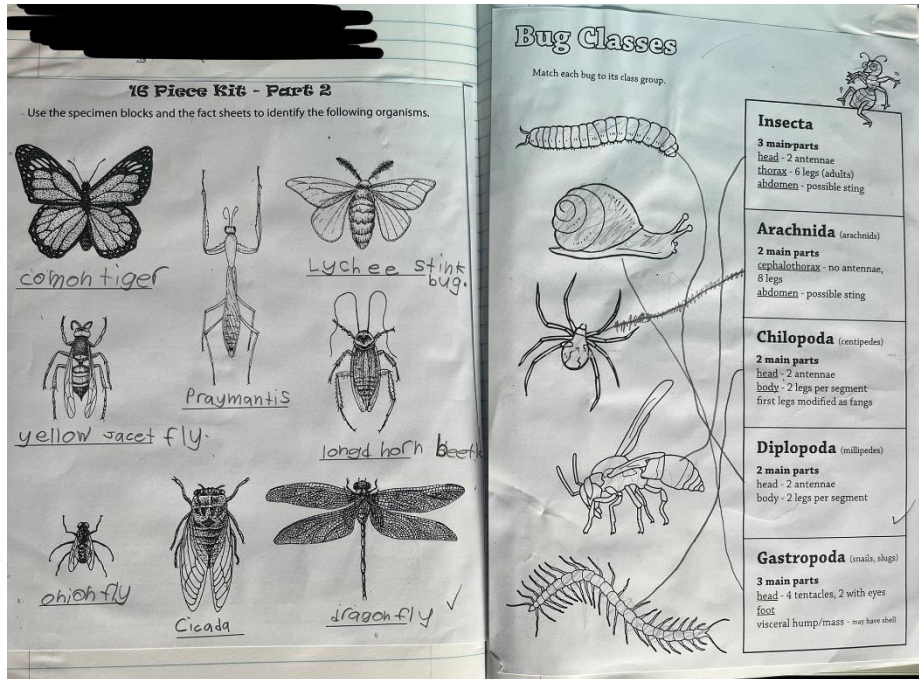 16 Piece Kit - Part 2
Use the specimen blocks and the fact sheets to identify the following organisms.
comon tiger
Lychee stink
bug.
Praymantis
yellow Jacet fly.
longd horn beetle
onion fly
Cicada
dragonfly
Bug Classes
Match each bug to its class group.
Insecta
3 main parts
head - 2 antennae
thorax - 6 legs (adults)
abdomen - possible sting
Arachnida (arachnids)
2 main parts
cephalothorax - no antennae,
8 legs
abdomen - possible sting
Chilopoda (centipedes)
2 main parts
head - 2 antennae
body - 2 legs per segment
first legs modified as fangs
Diplopoda (millipedes)
2 main parts
head - 2 antennae
body - 2 legs per segment
Gastropoda (snails, slugs)
3 main parts
head - 4 tentacles, 2 with eyes
foot
visceral hump/mass - may have shell